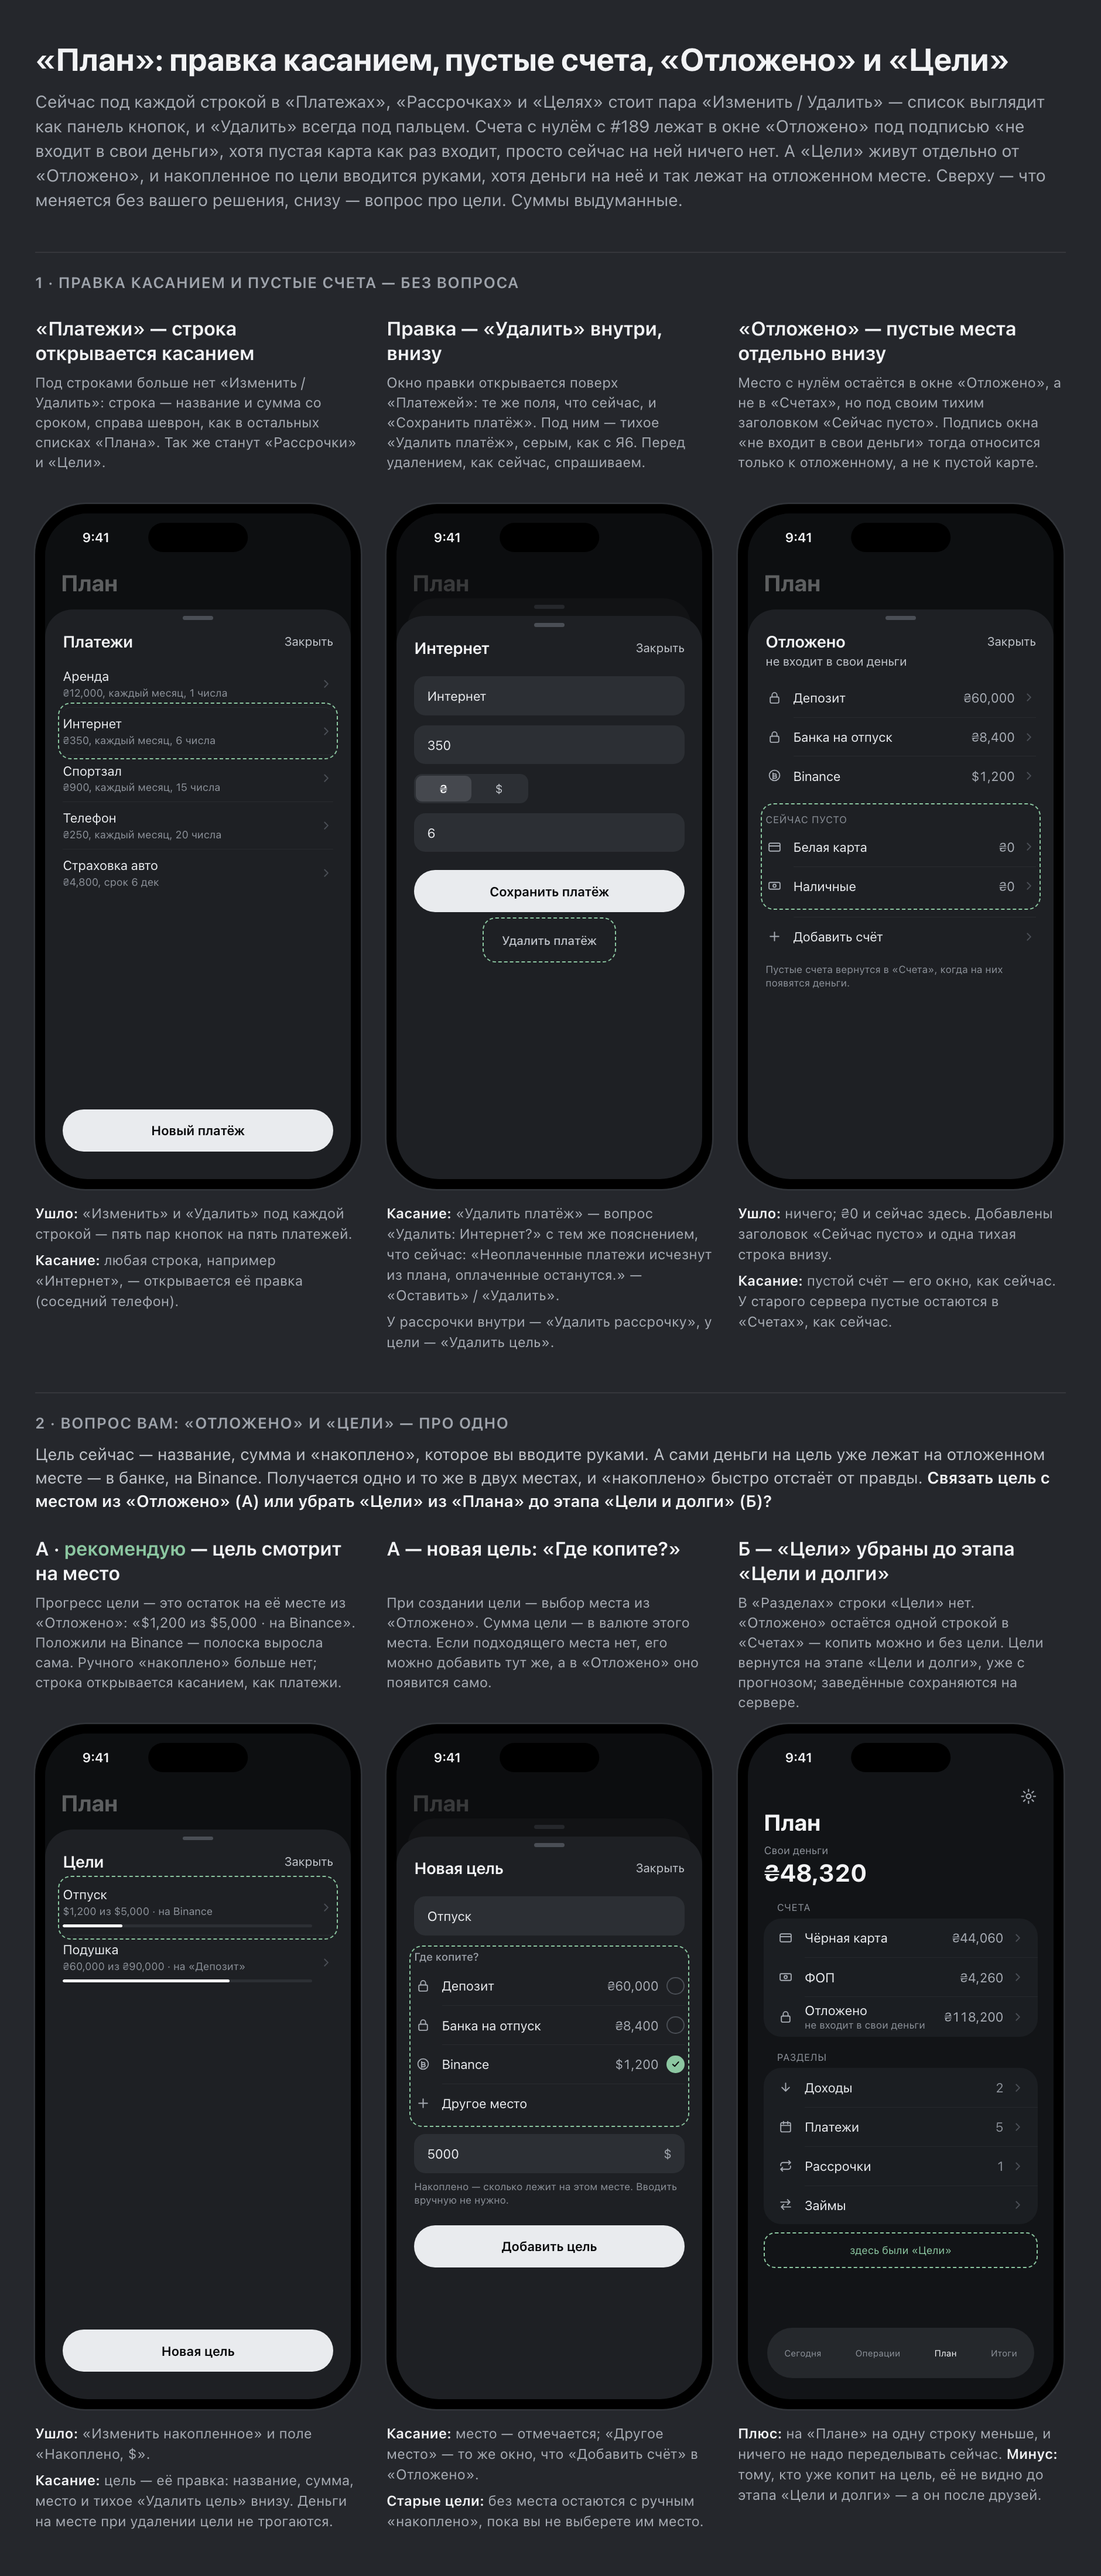 «План»: правка касанием, пустые счета, «Отложено» и «Цели»
Сейчас под каждой строкой в «Платежах», «Рассрочках» и «Целях» стоит пара «Изменить / Удалить» — список выглядит
как панель кнопок, и «Удалить» всегда под пальцем. Счета с нулём с #189 лежат в окне «Отложено» под подписью «не
входит в свои деньги», хотя пустая карта как раз входит, просто сейчас на ней ничего нет. А «Цели» живут отдельно от
«Отложено», и накопленное по цели вводится руками, хотя деньги на неё и так лежат на отложенном месте. Сверху — что
меняется без вашего решения, снизу — вопрос про цели. Суммы выдуманные.
1 · ПРАВКА КАСАНИЕМ И ПУСТЫЕ СЧЕТА — БЕЗ ВОПРОСА
«Платежи» — строка
открывается касанием
Под строками больше нет «Изменить /
Удалить»: строка — название и сумма со
сроком, справа шеврон, как в остальных
списках «Плана». Так же станут «Рассрочки»
и «Цели».
9:41
План
Платежи
Закрыть
Аренда
₴12,000, каждый месяц, 1 числа
Интернет
₴350, каждый месяц, 6 числа
Спортзал
₴900, каждый месяц, 15 числа
Телефон
₴250, каждый месяц, 20 числа
Страховка авто
₴4,800, срок 6 дек
Новый платёж
Ушло: «Изменить» и «Удалить» под каждой
строкой — пять пар кнопок на пять платежей.
Касание: любая строка, например
«Интернет», — открывается её правка
(соседний телефон).
Правка — «Удалить» внутри,
внизу
Окно правки открывается поверх
«Платежей»: те же поля, что сейчас, и
«Сохранить платёж». Под ним — тихое
«Удалить платёж», серым, как с Я6. Перед
удалением, как сейчас, спрашиваем.
9:41
План
Интернет
Закрыть
Интернет
350
₴
$
6
Сохранить платёж
Удалить платёж
Касание: «Удалить платёж» — вопрос
«Удалить: Интернет?» с тем же пояснением,
что сейчас: «Неоплаченные платежи исчезнут
из плана, оплаченные останутся.» —
«Оставить» / «Удалить».
У рассрочки внутри — «Удалить рассрочку», у
цели — «Удалить цель».
«Отложено» — пустые места
отдельно внизу
Место с нулём остаётся в окне «Отложено», а
не в «Счетах», но под своим тихим
заголовком «Сейчас пусто». Подпись окна
«не входит в свои деньги» тогда относится
только к отложенному, а не к пустой карте.
9:41
План
Отложено
Закрыть
не входит в свои деньги
Депозит
₴60,000
Банка на отпуск
₴8,400
Binance
$1,200
СЕЙЧАС ПУСТО
Белая карта
₴0
Наличные
₴0
Добавить счёт
Пустые счета вернутся в «Счета», когда на них
появятся деньги.
Ушло: ничего; ₴0 и сейчас здесь. Добавлены
заголовок «Сейчас пусто» и одна тихая
строка внизу.
Касание: пустой счёт — его окно, как сейчас.
У старого сервера пустые остаются в
«Счетах», как сейчас.
2 · ВОПРОС ВАМ: «ОТЛОЖЕНО» И «ЦЕЛИ» — ПРО ОДНО
Цель сейчас — название, сумма и «накоплено», которое вы вводите руками. А сами деньги на цель уже лежат на отложенном
месте — в банке, на Binance. Получается одно и то же в двух местах, и «накоплено» быстро отстаёт от правды. Связать цель с
местом из «Отложено» (А) или убрать «Цели» из «Плана» до этапа «Цели и долги» (Б)?
А · рекомендую — цель смотрит
на место
Прогресс цели — это остаток на её месте из
«Отложено»: «$1,200 из $5,000 · на Binance».
Положили на Binance — полоска выросла
сама. Ручного «накоплено» больше нет;
строка открывается касанием, как платежи.
9:41
План
Цели
Закрыть
Отпуск
$1,200 из $5,000 · на Binance
Подушка
₴60,000 из ₴90,000 · на «Депозит»
Новая цель
Ушло: «Изменить накопленное» и поле
«Накоплено, $».
Касание: цель — её правка: название, сумма,
место и тихое «Удалить цель» внизу. Деньги
на месте при удалении цели не трогаются.
А — новая цель: «Где копите?»
При создании цели — выбор места из
«Отложено». Сумма цели — в валюте этого
места. Если подходящего места нет, его
можно добавить тут же, а в «Отложено» оно
появится само.
9:41
План
Новая цель
Закрыть
Отпуск
Где копите?
Депозит
₴60,000
Банка на отпуск
₴8,400
Binance
$1,200
Другое место
5000
$
Накоплено — сколько лежит на этом месте. Вводить
вручную не нужно.
Добавить цель
Касание: место — отмечается; «Другое
место» — то же окно, что «Добавить счёт» в
«Отложено».
Старые цели: без места остаются с ручным
«накоплено», пока вы не выберете им место.
Б — «Цели» убраны до этапа
«Цели и долги»
В «Разделах» строки «Цели» нет.
«Отложено» остаётся одной строкой в
«Счетах» — копить можно и без цели. Цели
вернутся на этапе «Цели и долги», уже с
прогнозом; заведённые сохраняются на
сервере.
9:41
План
Свои деньги
₴48,320
СЧЕТА
Чёрная карта
₴44,060
ФОП
₴4,260
Отложено
не входит в свои деньги
₴118,200
РАЗДЕЛЫ
Доходы
2
Платежи
5
Рассрочки
1
Займы
здесь были «Цели»
Сегодня
Операции
План
Итоги
Плюс: на «Плане» на одну строку меньше, и
ничего не надо переделывать сейчас. Минус:
тому, кто уже копит на цель, её не видно до
этапа «Цели и долги» — а он после друзей.